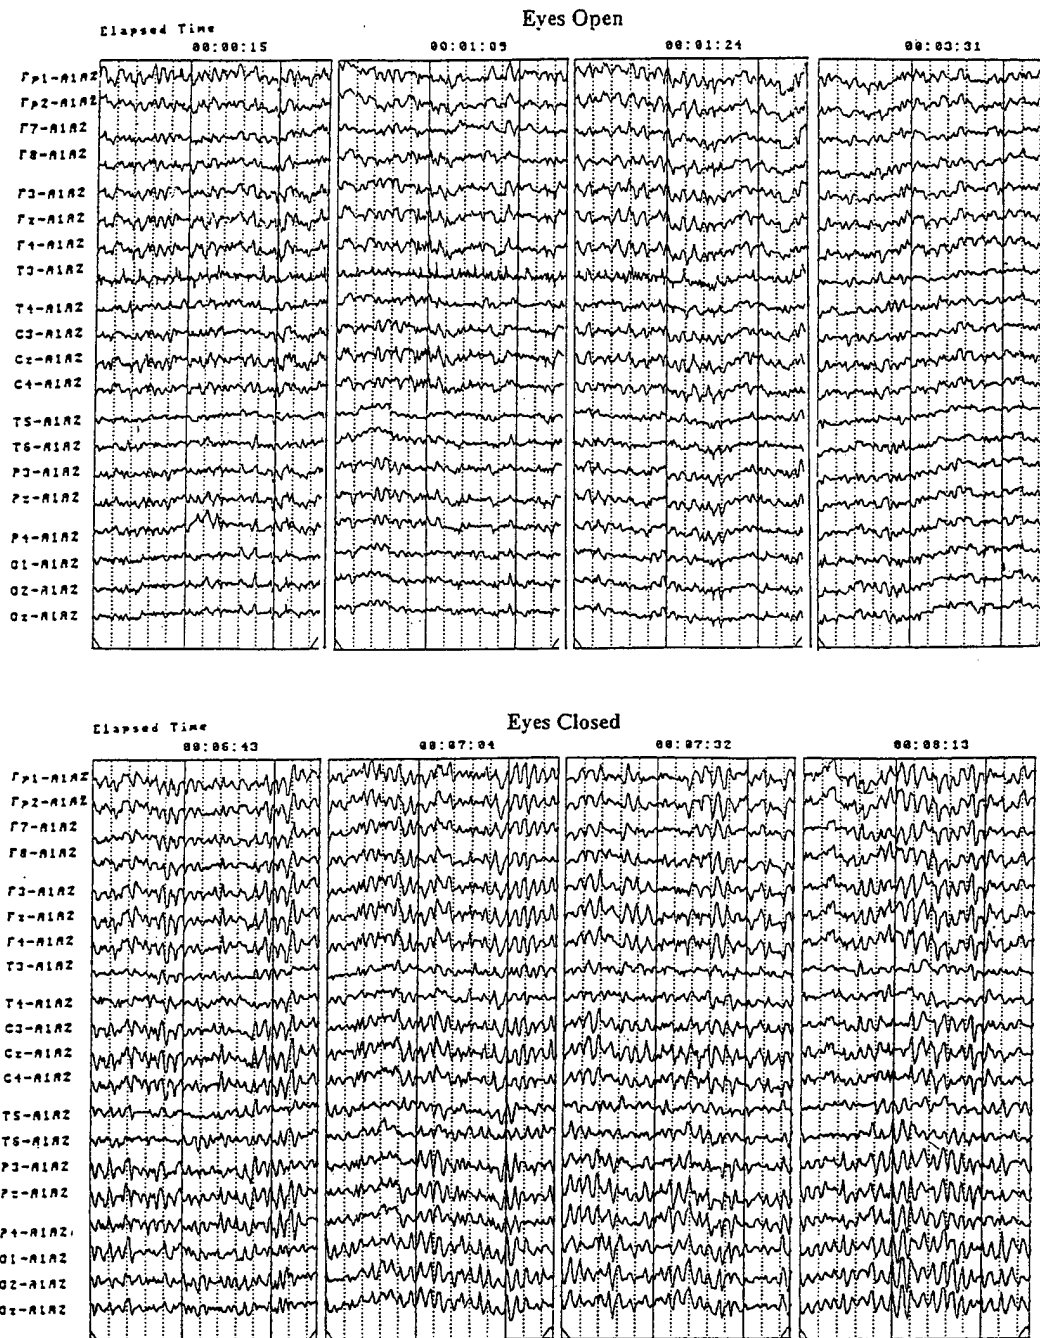 Eyes Open
Elapsed Time
00:00:15 00:01:09 00:01:24 00:03:31
Fp1-A1A2
Fp2-A1A2
F7-A1A2
F8-A1A2
F3-A1A2
Fz-A1A2
F4-A1A2
T3-A1A2
T4-A1A2
C3-A1A2
Cz-A1A2
C4-A1A2
T5-A1A2
T6-A1A2
P3-A1A2
Pz-A1A2
P4-A1A2
O1-A1A2
O2-A1A2
Oz-A1A2
Eyes Closed
Elapsed Time
00:06:43 00:07:04 00:07:32 00:08:13
Fp1-A1A2
Fp2-A1A2
F7-A1A2
F8-A1A2
F3-A1A2
Fz-A1A2
F4-A1A2
T3-A1A2
T4-A1A2
C3-A1A2
Cz-A1A2
C4-A1A2
T5-A1A2
T6-A1A2
P3-A1A2
Pz-A1A2
P4-A1A2
O1-A1A2
O2-A1A2
Oz-A1A2